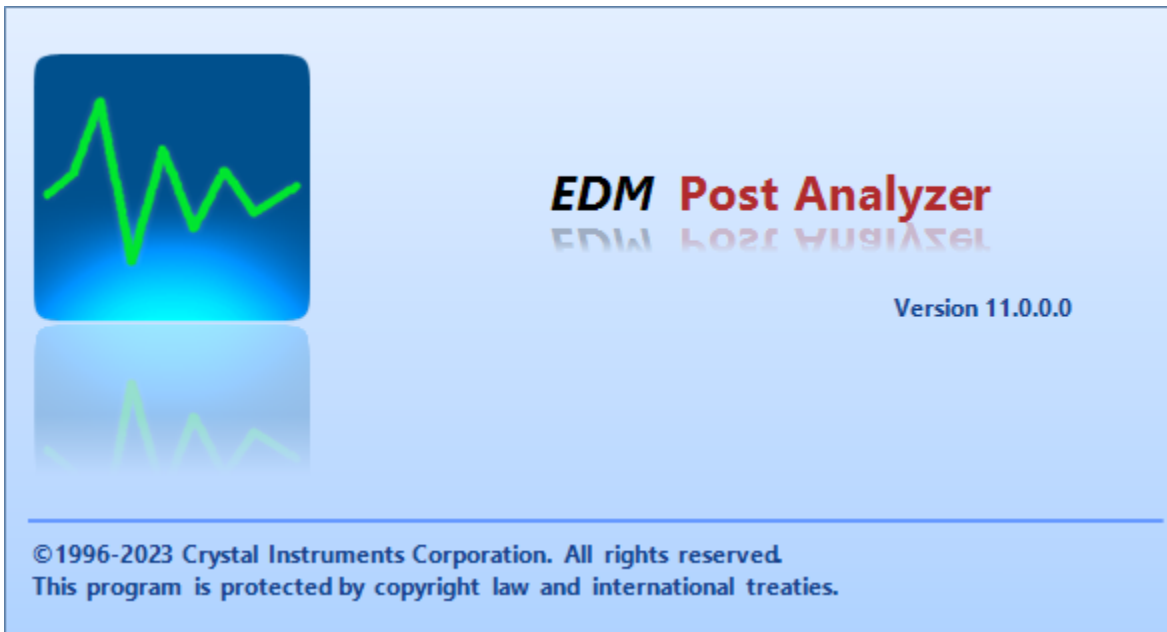 EDM Post Analyzer
Version 11.0.0.0
©1996-2023 Crystal Instruments Corporation. All rights reserved.
This program is protected by copyright law and international treaties.